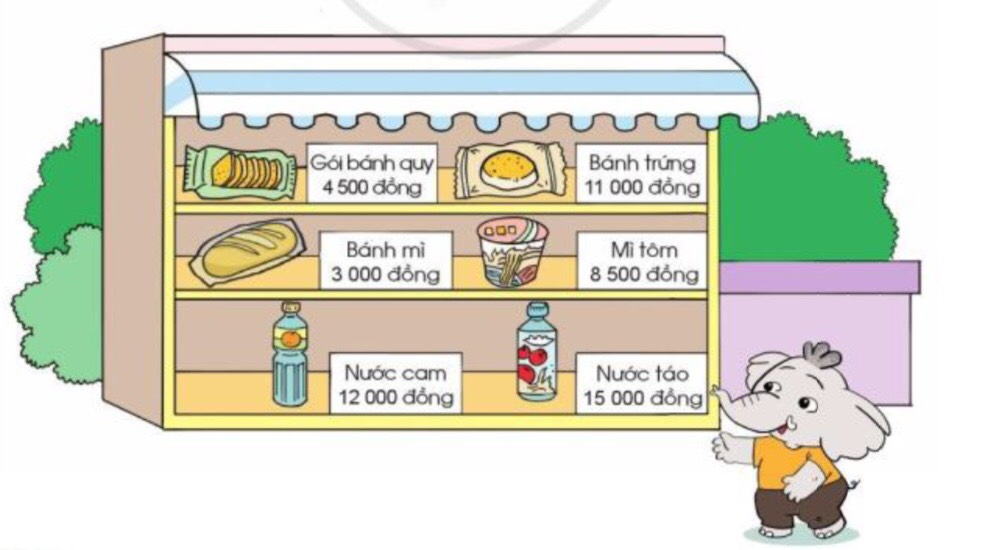 Gói bánh quy
4 500 đồng
Bánh trứng
11 000 đồng
Bánh mì
3 000 đồng
Mì tôm
8 500 đồng
Nước cam
12 000 đồng
Nước táo
15 000 đồng